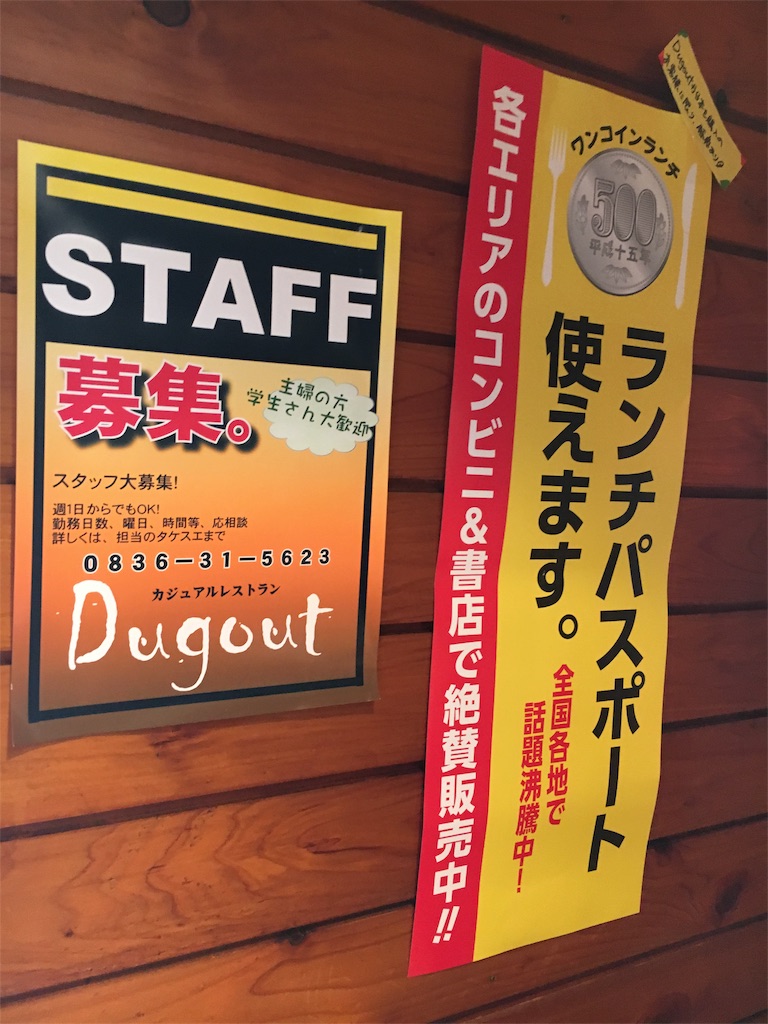 STAFF
募集。
主婦の方
学生さん大歓迎
スタッフ大募集!
週1日からでもOK!
勤務日数、曜日、時間等、応相談
詳しくは、担当のタケスエまで
0836-31-5623
カジュアルレストラン
Dugout
ワンコインランチ
500
平成十五年
ランチパスポート
使えます。
全国各地で
話題沸騰中!
各エリアのコンビニ&書店で絶賛販売中!!